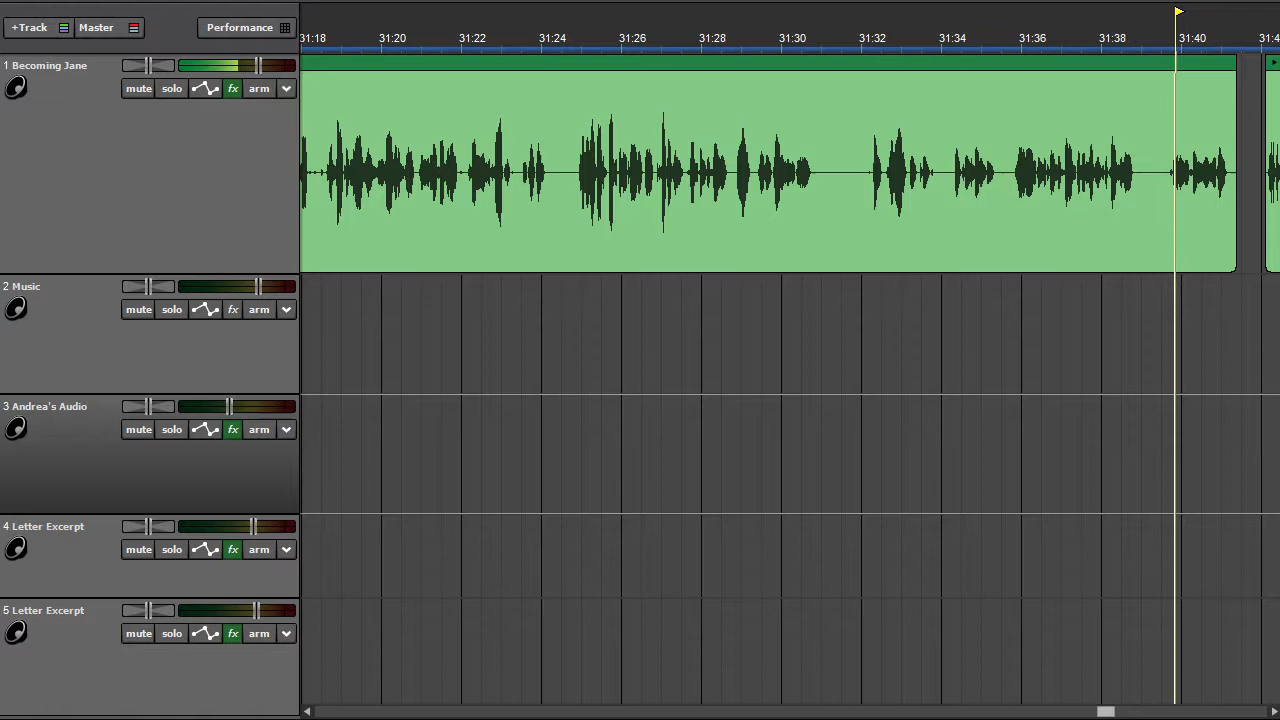 +Track Master Performance
31:18 31:20 31:22 31:24 31:26 31:28 31:30 31:32 31:34 31:36 31:38 31:40 31:4
1 Becoming Jane
mute solo fx arm
2 Music
mute solo fx arm
3 Andrea's Audio
mute solo fx arm
4 Letter Excerpt
mute solo fx arm
5 Letter Excerpt
mute solo fx arm